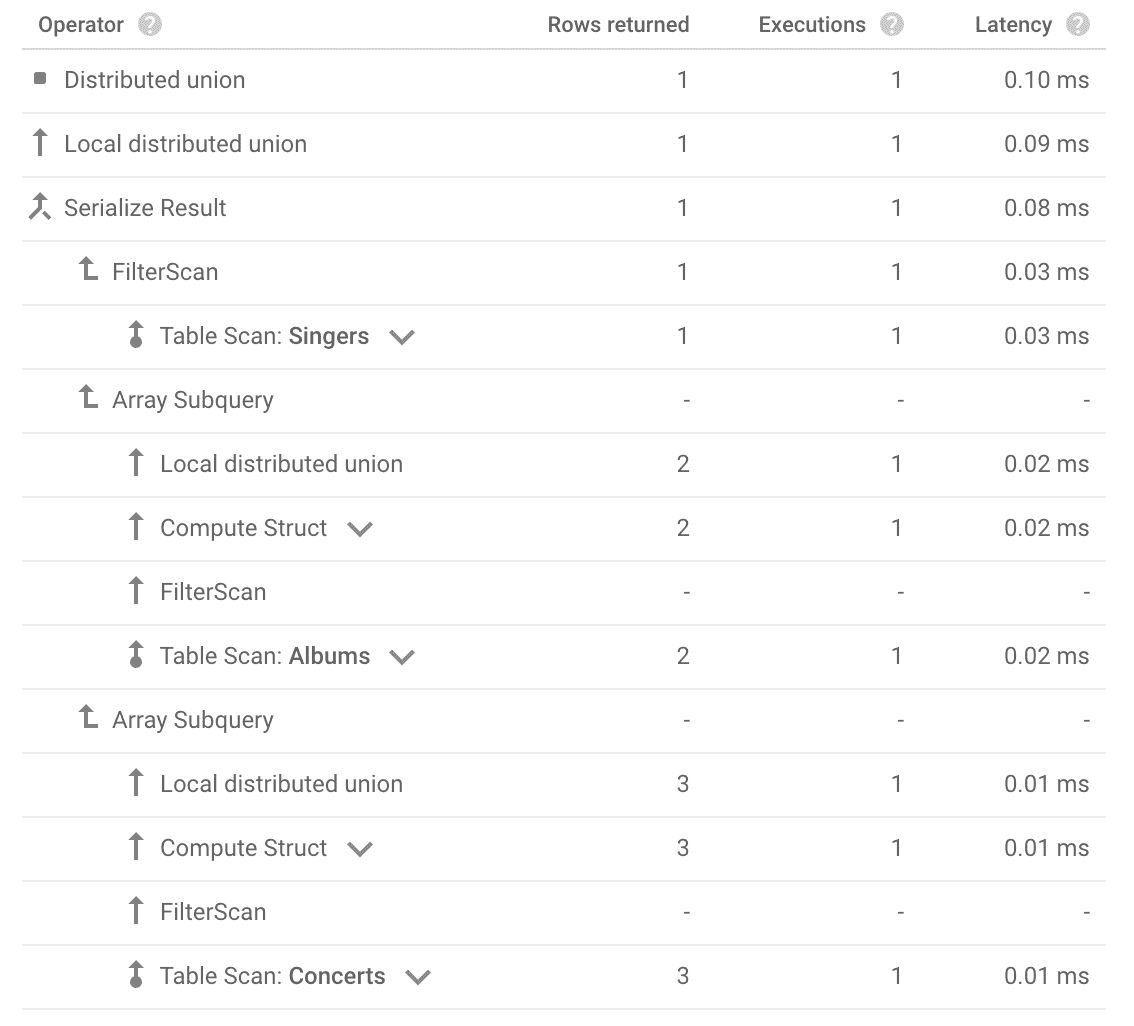 Operator ? Rows returned Executions ? Latency ?
Distributed union 1 1 0.10 ms
Local distributed union 1 1 0.09 ms
Serialize Result 1 1 0.08 ms
FilterScan 1 1 0.03 ms
Table Scan: Singers 1 1 0.03 ms
Array Subquery - - -
Local distributed union 2 1 0.02 ms
Compute Struct 2 1 0.02 ms
FilterScan - - -
Table Scan: Albums 2 1 0.02 ms
Array Subquery - - -
Local distributed union 3 1 0.01 ms
Compute Struct 3 1 0.01 ms
FilterScan - - -
Table Scan: Concerts 3 1 0.01 ms